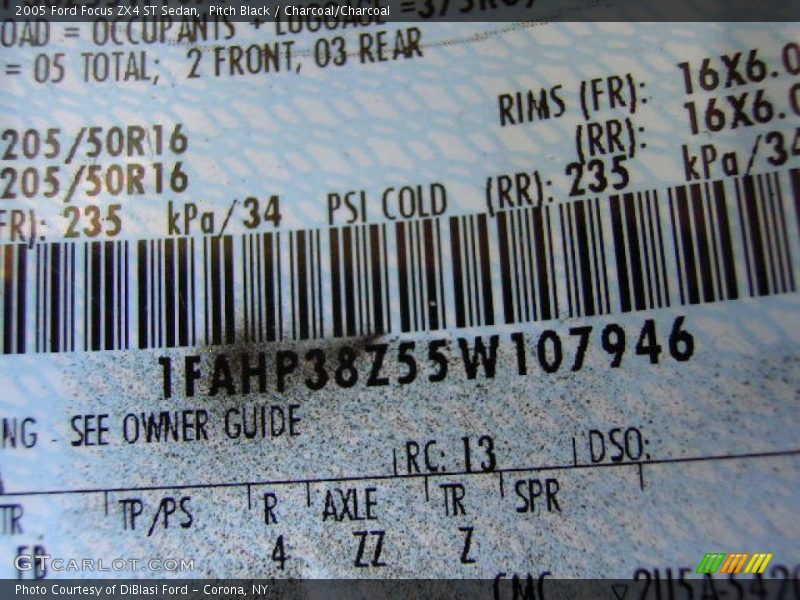 2005 Ford Focus ZX4 ST Sedan, Pitch Black / Charcoal/Charcoal
OAD = OCCUPANTS + LUGGAGE = 375KG/
= 05 TOTAL; 2 FRONT, 03 REAR
RIMS (FR): 16X6.0
(RR): 16X6.0
205/50R16
205/50R16
FR): 235 kPa/34 PSI COLD (RR): 235 kPa/34
1FAHP38Z55W107946
NG - SEE OWNER GUIDE
RC: 13 DSO:
TR TP/PS R AXLE TR SPR
FB 4 ZZ Z
GTCARLOT.COM
CMC
Photo Courtesy of DiBlasi Ford - Corona, NY